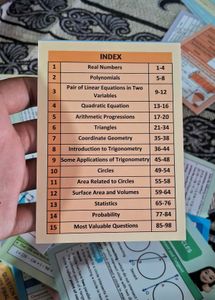 INDEX
1 Real Numbers 1-4
2 Polynomials 5-8
3 Pair of Linear Equations in Two Variables 9-12
4 Quadratic Equation 13-16
5 Arithmetic Progressions 17-20
6 Triangles 21-34
7 Coordinate Geometry 35-38
8 Introduction to Trigonometry 36-44
9 Some Applications of Trigonometry 45-48
10 Circles 49-54
11 Area Related to Circles 55-58
12 Surface Area and Volumes 59-64
13 Statistics 65-76
14 Probability 77-84
15 Most Valuable Questions 85-98